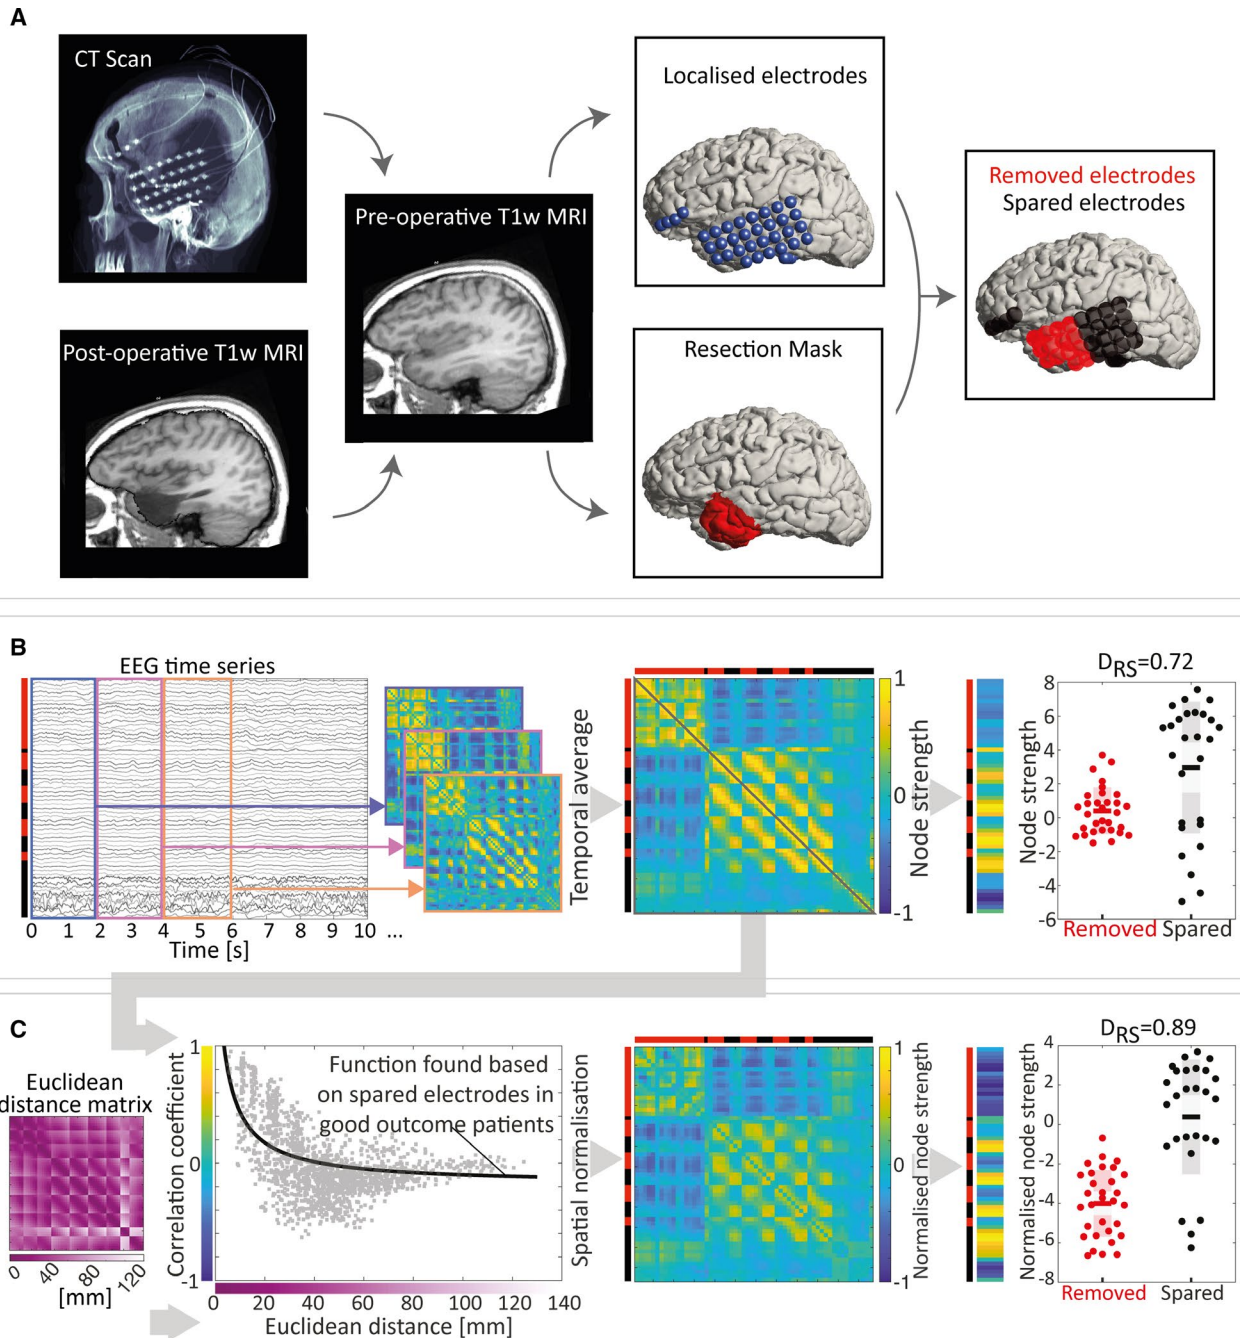 A
CT Scan
Post-operative T1w MRI
Pre-operative T1w MRI
Localised electrodes
Resection Mask
Removed electrodes
Spared electrodes
B
EEG time series
0 1 2 3 4 5 6 7 8 9 10 ...
Time [s]
Temporal average
1
0
-1
Node strength
D_RS=0.72
Node strength
8
6
4
2
0
-2
-4
-6
Removed Spared
C
Euclidean
distance matrix
0 40 80 120
[mm]
Correlation coefficient
1
0
-1
Function found based
on spared electrodes in
good outcome patients
0 20 40 60 80 100 120 140
Euclidean distance [mm]
Spatial normalisation
1
0
-1
Normalised node strength
D_RS=0.89
Normalised node strength
4
2
0
-2
-4
-6
-8
Removed Spared